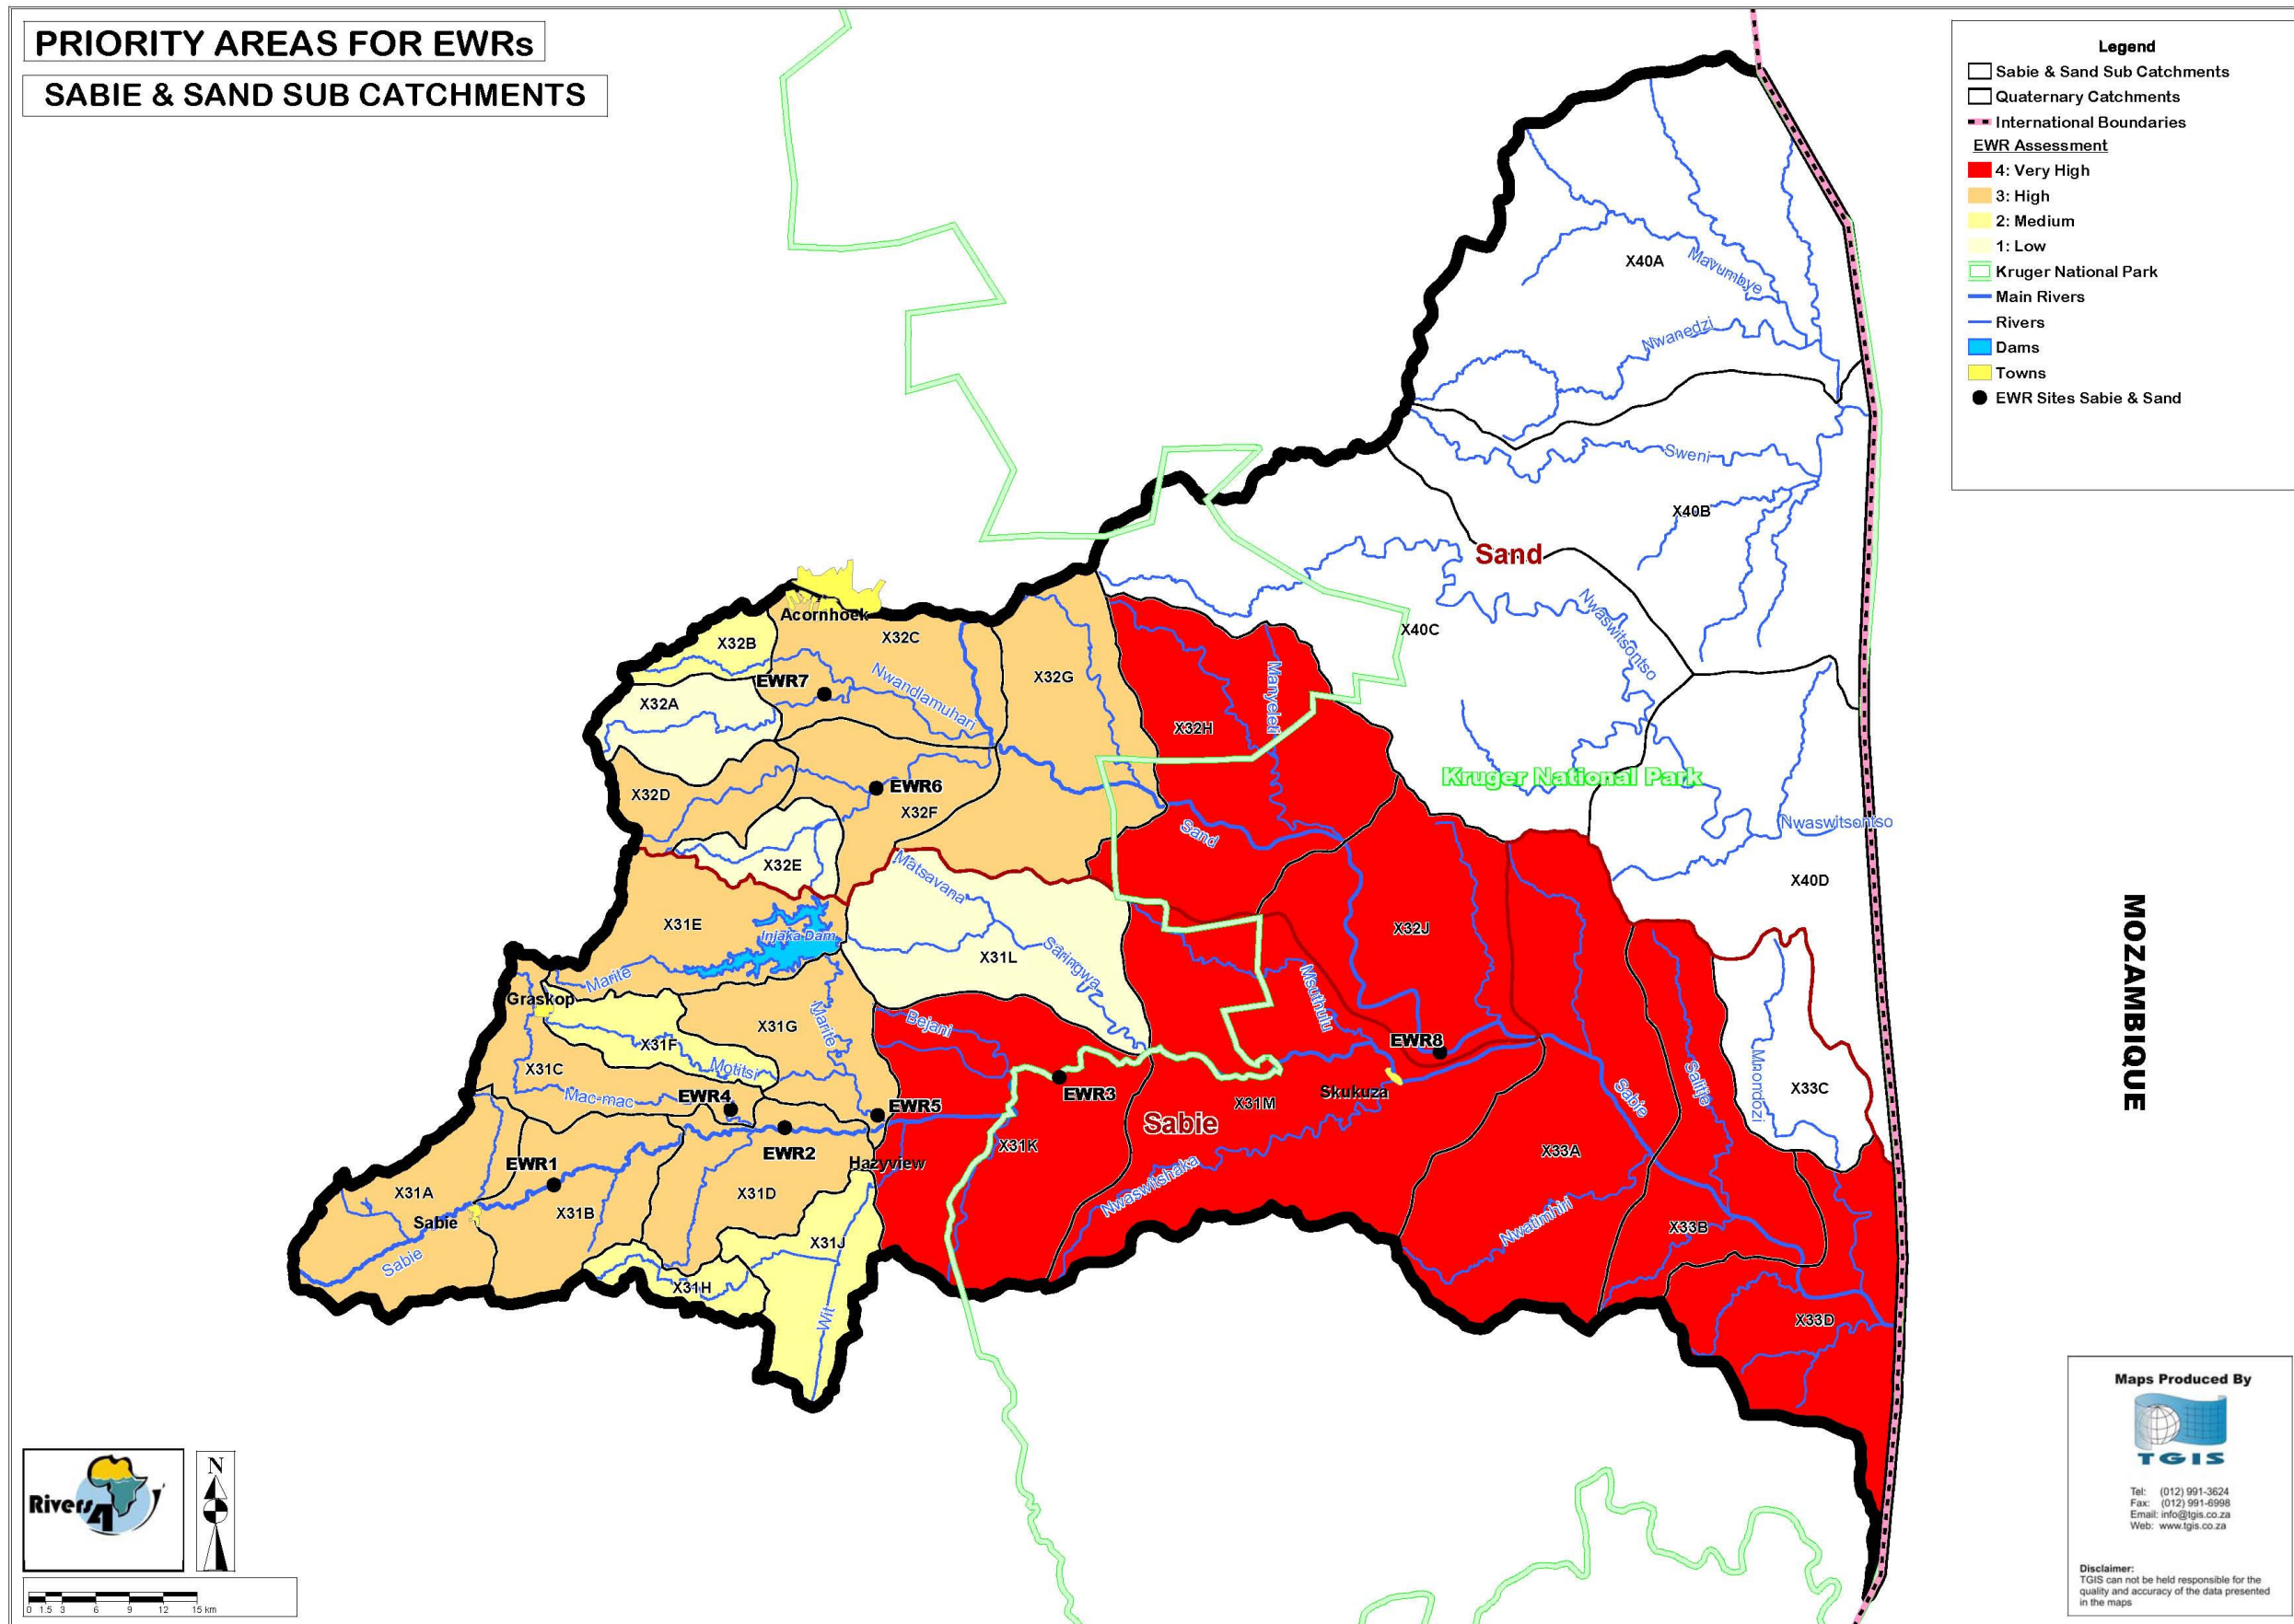 PRIORITY AREAS FOR EWRs
SABIE & SAND SUB CATCHMENTS
Legend
Sabie & Sand Sub Catchments
Quaternary Catchments
International Boundaries
EWR Assessment
4: Very High
3: High
2: Medium
1: Low
Kruger National Park
Main Rivers
Rivers
Dams
Towns
EWR Sites Sabie & Sand
X40A
Mavumbye
Nwanedzi
Sweni
X40B
Sand
Nwaswitsontso
X40C
Acornhoek
X32B
X32C
X32G
EWR7
Nwandlamuhari
X32A
Manyeleti
X32H
Kruger National Park
X32D
EWR6
X32F
Sand
Nwaswitsontso
X32E
Matsavana
X40D
X31E
Injaka Dam
X32J
X31L
Saringwa
Marite
Graskop
Msuthulu
MOZAMBIQUE
X31G
Marite
Bejani
X31F
EWR8
X31C
Motitsi
Mac-mac
EWR4
EWR5
EWR3
X31M
Skukuza
Sabie
Salitje
Mnondozi
X33C
Sabie
X31K
EWR2
EWR1
Hazyview
X33A
X31A
X31D
Nwaswitshaka
Sabie
X31B
Nwatimhiri
X33B
X31J
Sabie
X31H
Wit
X33D
Rivers
4
N
0 1.5 3 6 9 12 15 km
Maps Produced By
TGIS
Tel: (012) 991-3624
Fax: (012) 991-6998
Email: info@tgis.co.za
Web: www.tgis.co.za
Disclaimer:
TGIS can not be held responsible for the
quality and accuracy of the data presented
in the maps